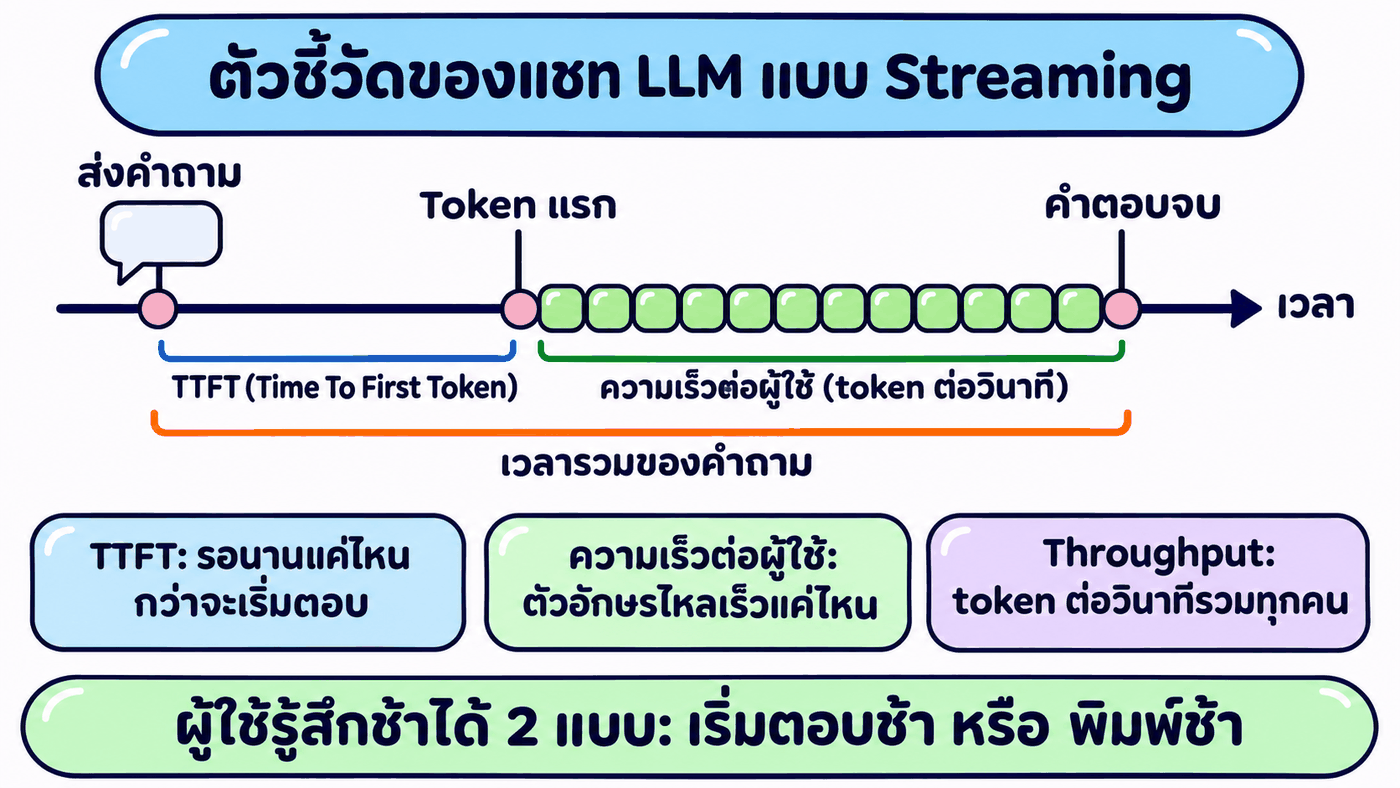 ตัวชี้วัดของแชท LLM แบบ Streaming
ส่งคำถาม
Token แรก
คำตอบจบ
เวลา
TTFT (Time To First Token)
ความเร็วต่อผู้ใช้ (token ต่อวินาที)
เวลารวมของคำถาม
TTFT: รอนานแค่ไหน
กว่าจะเริ่มตอบ
ความเร็วต่อผู้ใช้:
ตัวอักษรไหลเร็วแค่ไหน
Throughput:
token ต่อวินาทีรวมทุกคน
ผู้ใช้รู้สึกช้าได้ 2 แบบ: เริ่มตอบช้า หรือ พิมพ์ช้า